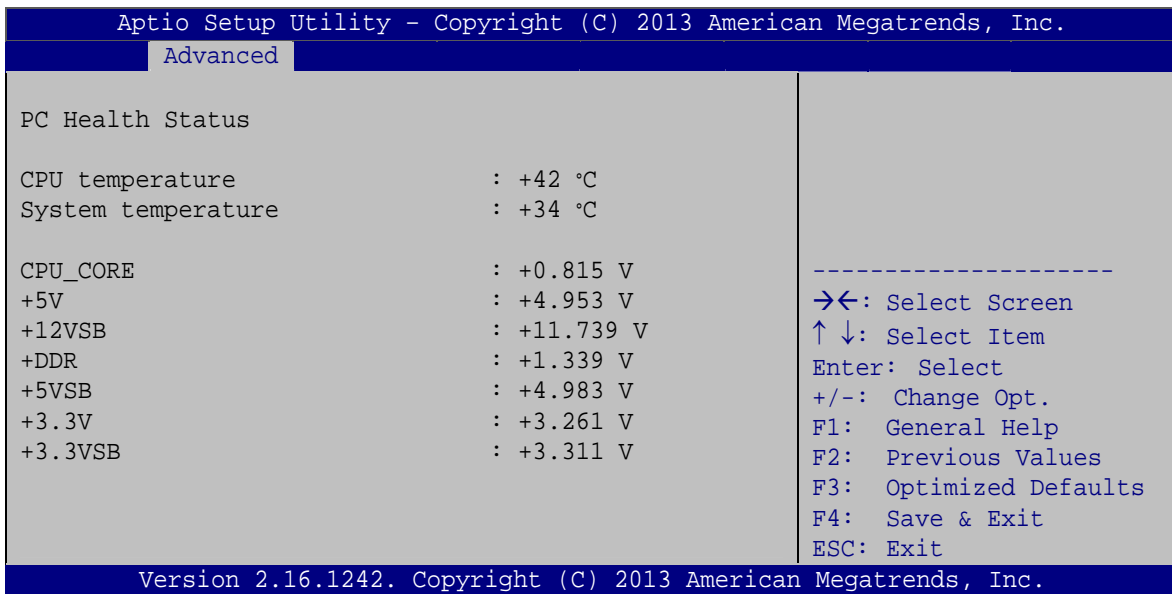 Aptio Setup Utility – Copyright (C) 2013 American Megatrends, Inc.
Advanced
PC Health Status
CPU temperature : +42 °C
System temperature : +34 °C
CPU_CORE : +0.815 V
+5V : +4.953 V
+12VSB : +11.739 V
+DDR : +1.339 V
+5VSB : +4.983 V
+3.3V : +3.261 V
+3.3VSB : +3.311 V
---------------------
→←: Select Screen
↑ ↓: Select Item
Enter: Select
+/-: Change Opt.
F1: General Help
F2: Previous Values
F3: Optimized Defaults
F4: Save & Exit
ESC: Exit
Version 2.16.1242. Copyright (C) 2013 American Megatrends, Inc.